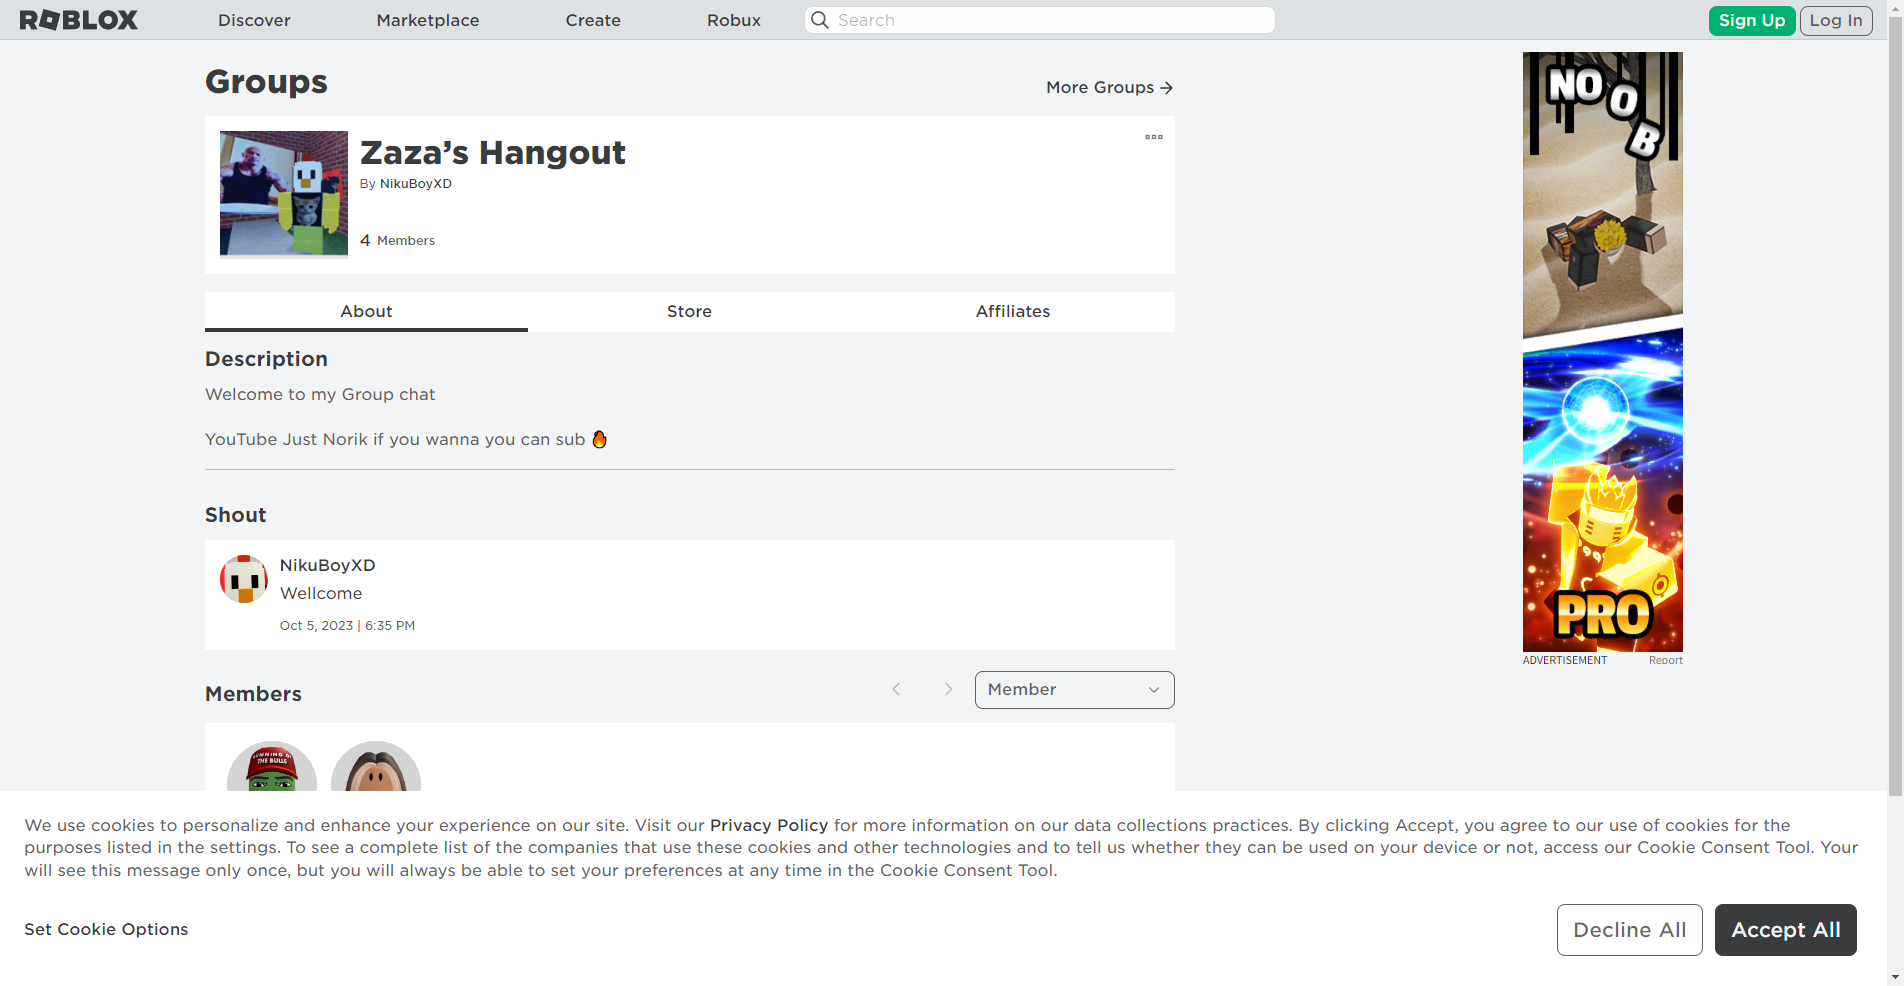 ROBLOX Discover Marketplace Create Robux Search Sign Up Log In
Groups
More Groups
Zaza's Hangout
By NikuBoyXD
4 Members
About Store Affiliates
Description
Welcome to my Group chat
YouTube Just Norik if you wanna you can sub 🔥
Shout
NikuBoyXD
Wellcome
Oct 5, 2023 | 6:35 PM
Members
Member
THE BULLS
NOOB
PRO
ADVERTISEMENT Report
We use cookies to personalize and enhance your experience on our site. Visit our Privacy Policy for more information on our data collections practices. By clicking Accept, you agree to our use of cookies for the
purposes listed in the settings. To see a complete list of the companies that use these cookies and other technologies and to tell us whether they can be used on your device or not, access our Cookie Consent Tool. Your
will see this message only once, but you will always be able to set your preferences at any time in the Cookie Consent Tool.
Set Cookie Options
Decline All Accept All